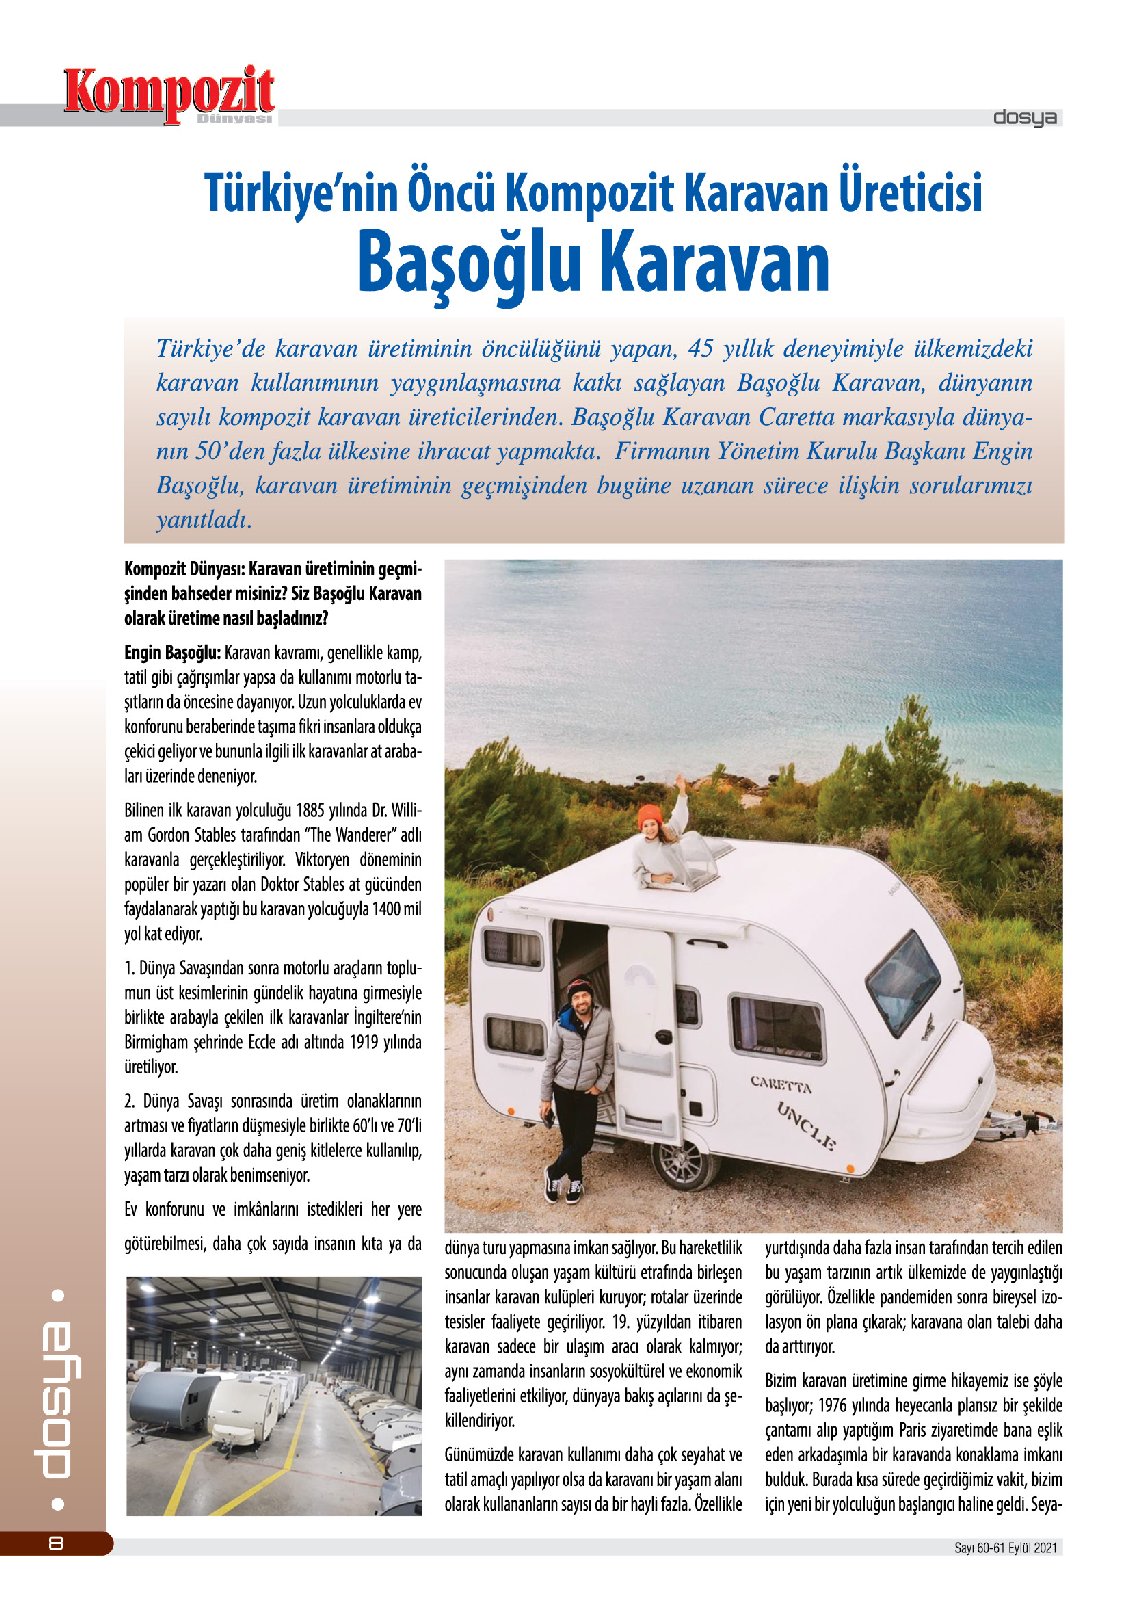 Kompozit
Dünyası
dosya
Türkiye'nin Öncü Kompozit Karavan Üreticisi
Başoğlu Karavan
Türkiye'de karavan üretiminin öncülüğünü yapan, 45 yıllık deneyimiyle ülkemizdeki
karavan kullanımının yaygınlaşmasına katkı sağlayan Başoğlu Karavan, dünyanın
sayılı kompozit karavan üreticilerinden. Başoğlu Karavan Caretta markasıyla dünya-
nın 50'den fazla ülkesine ihracat yapmakta. Firmanın Yönetim Kurulu Başkanı Engin
Başoğlu, karavan üretiminin geçmişinden bugüne uzanan sürece ilişkin sorularımızı
yanıtladı.
Kompozit Dünyası: Karavan üretiminin geçmi-
şinden bahseder misiniz? Siz Başoğlu Karavan
olarak üretime nasıl başladınız?
Engin Başoğlu: Karavan kavramı, genellikle kamp,
tatil gibi çağrışımlar yapsa da kullanımı motorlu ta-
şıtların da öncesine dayanıyor. Uzun yolculuklarda ev
konforunu beraberinde taşıma fikri insanlara oldukça
çekici geliyor ve bununla ilgili ilk karavanlar at araba-
ları üzerinde deneniyor.
Bilinen ilk karavan yolculuğu 1885 yılında Dr. Willi-
am Gordon Stables tarafından "The Wanderer" adlı
karavanla gerçekleştiriliyor. Viktoryen döneminin
popüler bir yazarı olan Doktor Stables at gücünden
faydalanarak yaptığı bu karavan yolcuğuyla 1400 mil
yol kat ediyor.
1. Dünya Savaşından sonra motorlu araçların toplu-
mun üst kesimlerinin gündelik hayatına girmesiyle
birlikte arabayla çekilen ilk karavanlar İngiltere'nin
Birmigham şehrinde Eccle adı altında 1919 yılında
üretiliyor.
2. Dünya Savaşı sonrasında üretim olanaklarının
artması ve fiyatların düşmesiyle birlikte 60'lı ve 70'li
yıllarda karavan çok daha geniş kitlelerce kullanılıp,
yaşam tarzı olarak benimseniyor.
Ev konforunu ve imkânlarını istedikleri her yere
götürebilmesi, daha çok sayıda insanın kıta ya da
CARETTA
UNCLE
dünya turu yapmasına imkan sağlıyor. Bu hareketlilik
sonucunda oluşan yaşam kültürü etrafında birleşen
insanlar karavan kulüpleri kuruyor; rotalar üzerinde
tesisler faaliyete geçiriliyor. 19. yüzyıldan itibaren
karavan sadece bir ulaşım aracı olarak kalmıyor;
aynı zamanda insanların sosyokültürel ve ekonomik
faaliyetlerini etkiliyor, dünyaya bakış açılarını da şe-
killendiriyor.
Günümüzde karavan kullanımı daha çok seyahat ve
tatil amaçlı yapılıyor olsa da karavanı bir yaşam alanı
olarak kullananların sayısı da bir hayli fazla. Özellikle
yurtdışında daha fazla insan tarafından tercih edilen
bu yaşam tarzının artık ülkemizde de yaygınlaştığı
görülüyor. Özellikle pandemiden sonra bireysel izo-
lasyon ön plana çıkarak; karavana olan talebi daha
da arttırıyor.
Bizim karavan üretimine girme hikayemiz ise şöyle
başlıyor; 1976 yılında heyecanla plansız bir şekilde
çantamı alıp yaptığım Paris ziyaretimde bana eşlik
eden arkadaşımla bir karavanda konaklama imkanı
bulduk. Burada kısa sürede geçirdiğimiz vakit, bizim
için yeni bir yolculuğun başlangıcı haline geldi. Seya-
• dosya •
8
Sayı 60-61 Eylül 2021